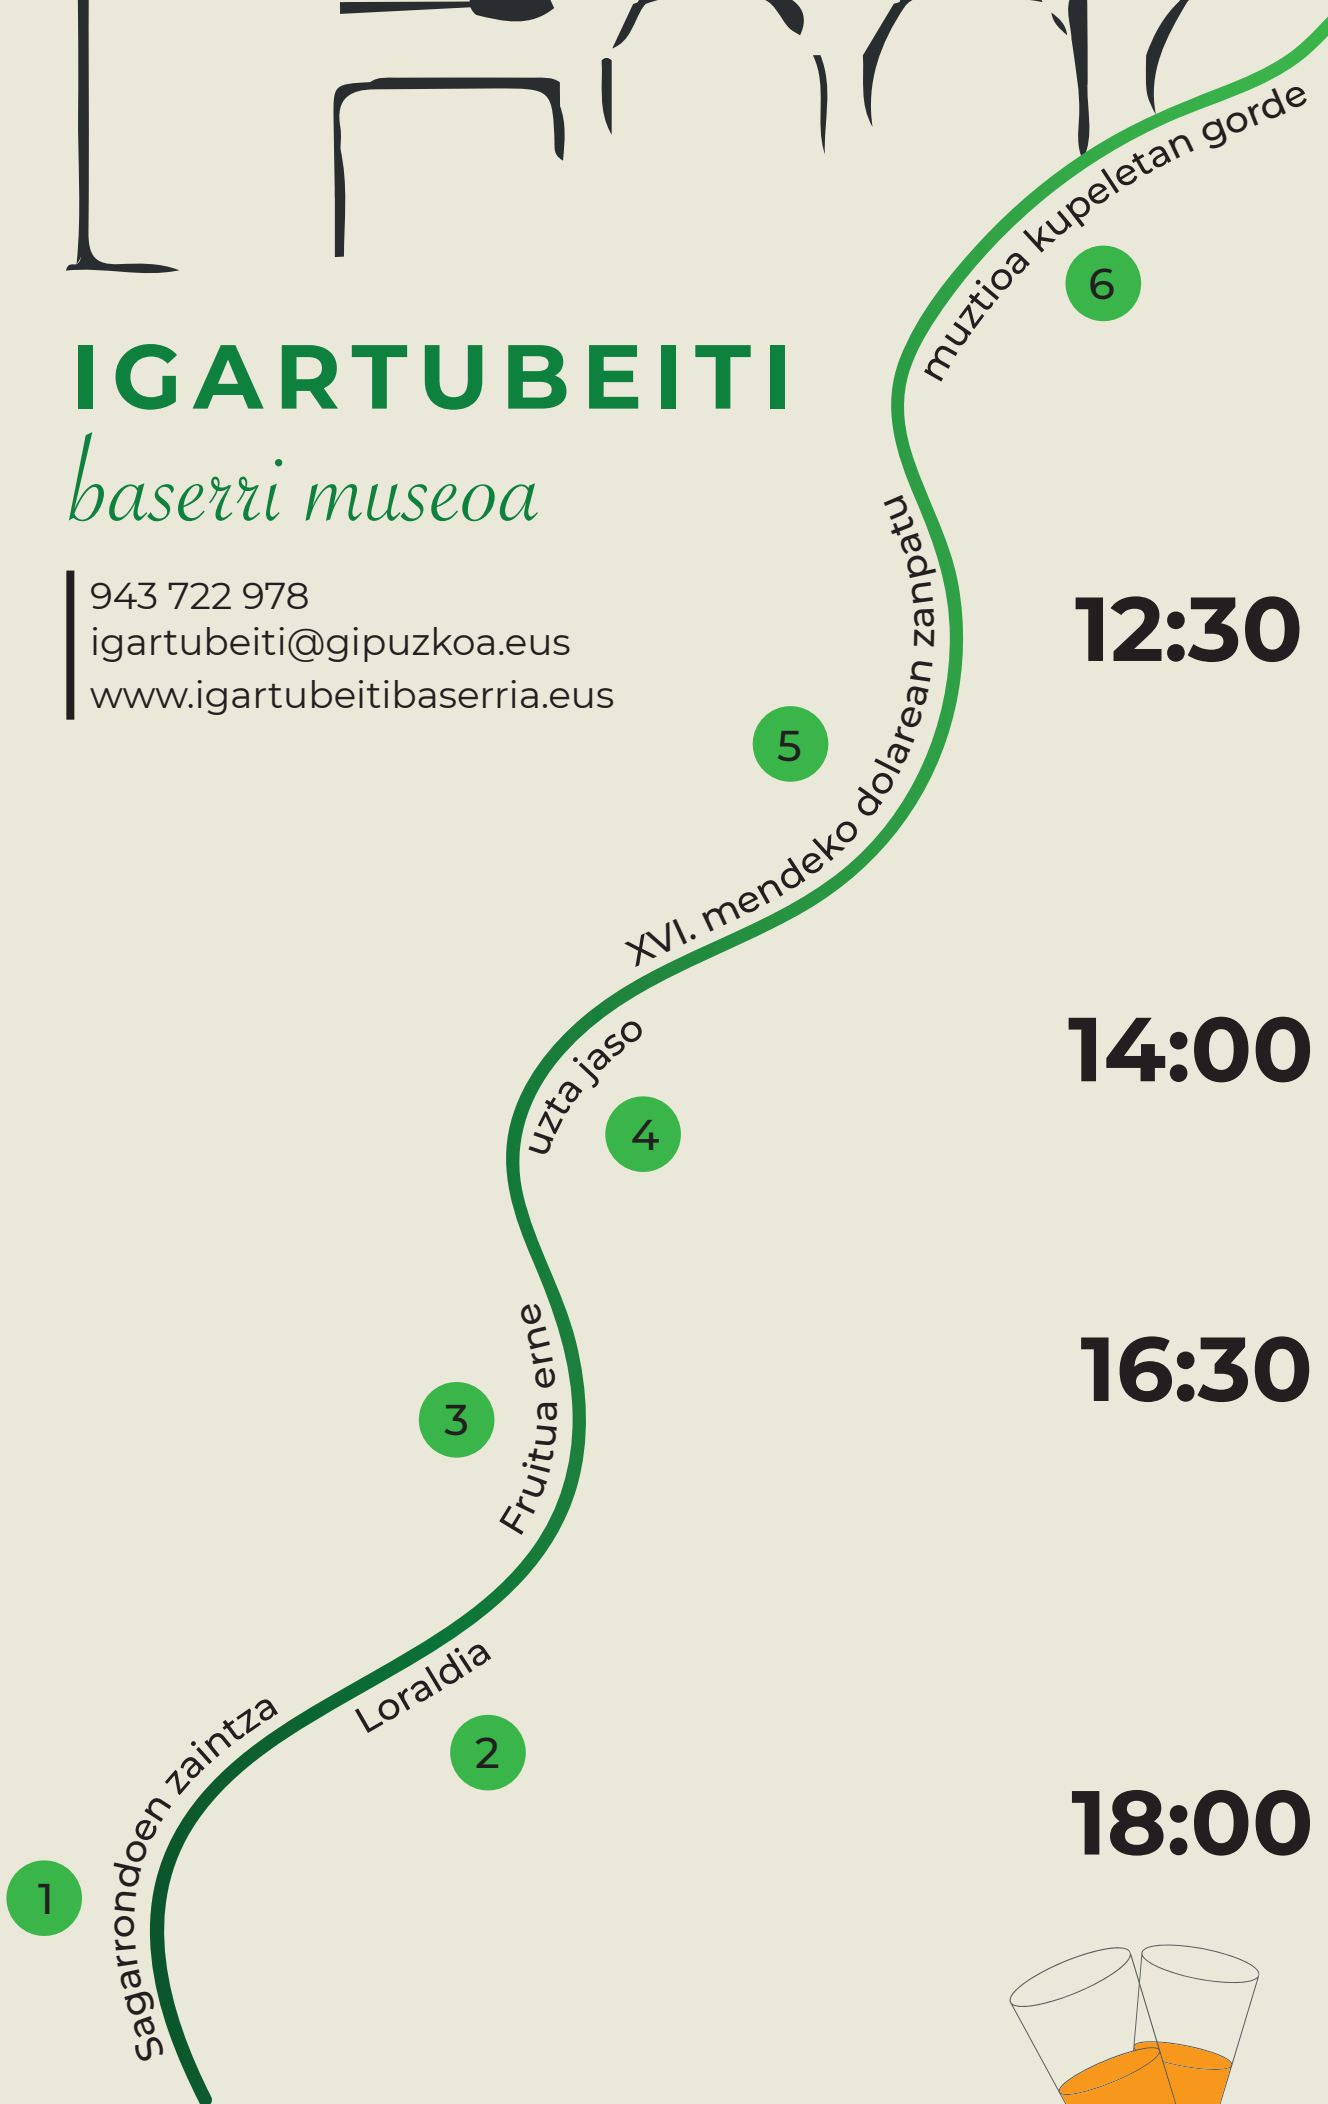 IGARTUBEITI
baserri museoa
943 722 978
igartubeiti@gipuzkoa.eus
www.igartubeitibaserria.eus
muztioa kupeletan gorde
6
12:30
XVI. mendeko dolarean zaundatu
5
14:00
uzta jaso
4
16:30
Fruitua erne
3
Loraldia
2
18:00
Sagarrondoen zaintza
1